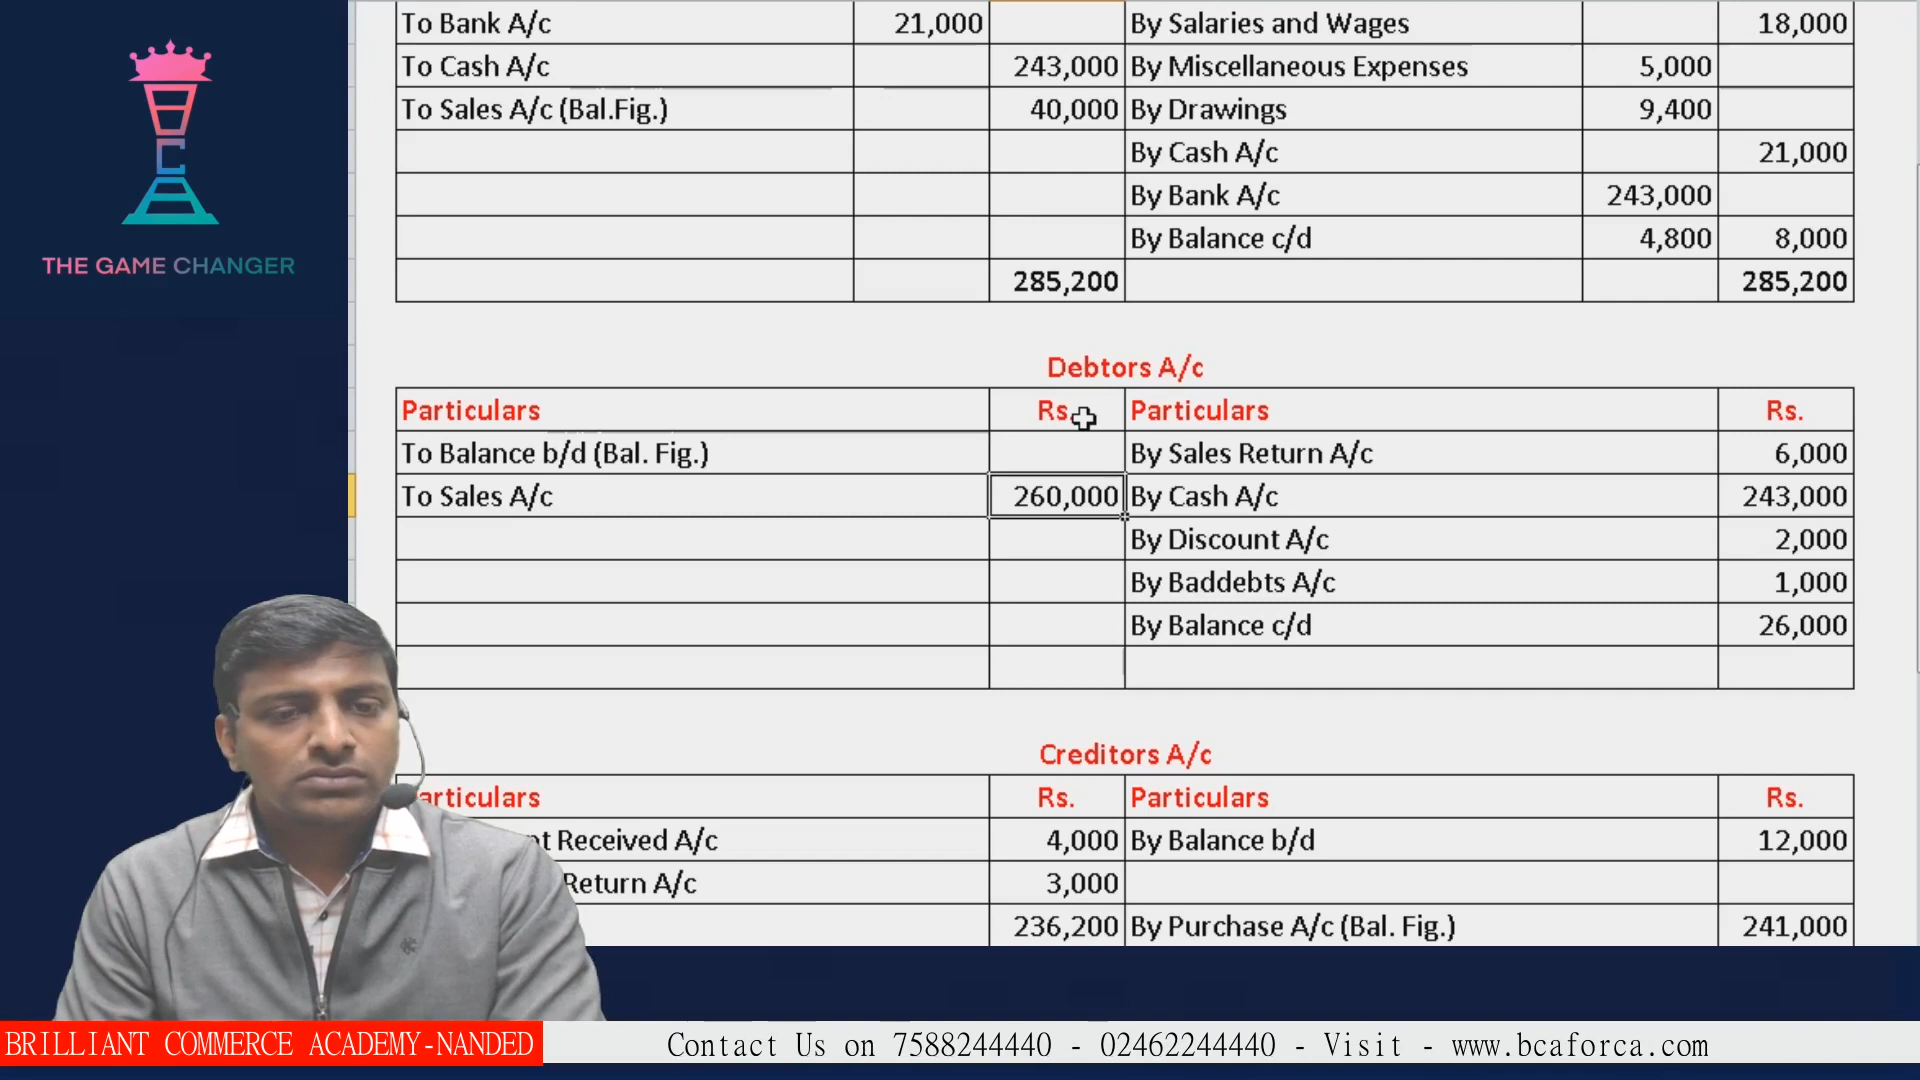 THE GAME CHANGER
To Bank A/c 21,000 By Salaries and Wages 18,000
To Cash A/c 243,000 By Miscellaneous Expenses 5,000
To Sales A/c (Bal.Fig.) 40,000 By Drawings 9,400
By Cash A/c 21,000
By Bank A/c 243,000
By Balance c/d 4,800 8,000
285,200 285,200
Debtors A/c
Particulars Rs. Particulars Rs.
To Balance b/d (Bal. Fig.) By Sales Return A/c 6,000
To Sales A/c 260,000 By Cash A/c 243,000
By Discount A/c 2,000
By Baddebts A/c 1,000
By Balance c/d 26,000
Creditors A/c
articulars Rs. Particulars Rs.
nt Received A/c 4,000 By Balance b/d 12,000
Return A/c 3,000
236,200 By Purchase A/c (Bal. Fig.) 241,000
BRILLIANT COMMERCE ACADEMY-NANDED
Contact Us on 7588244440 - 02462244440 - Visit - www.bcaforca.com